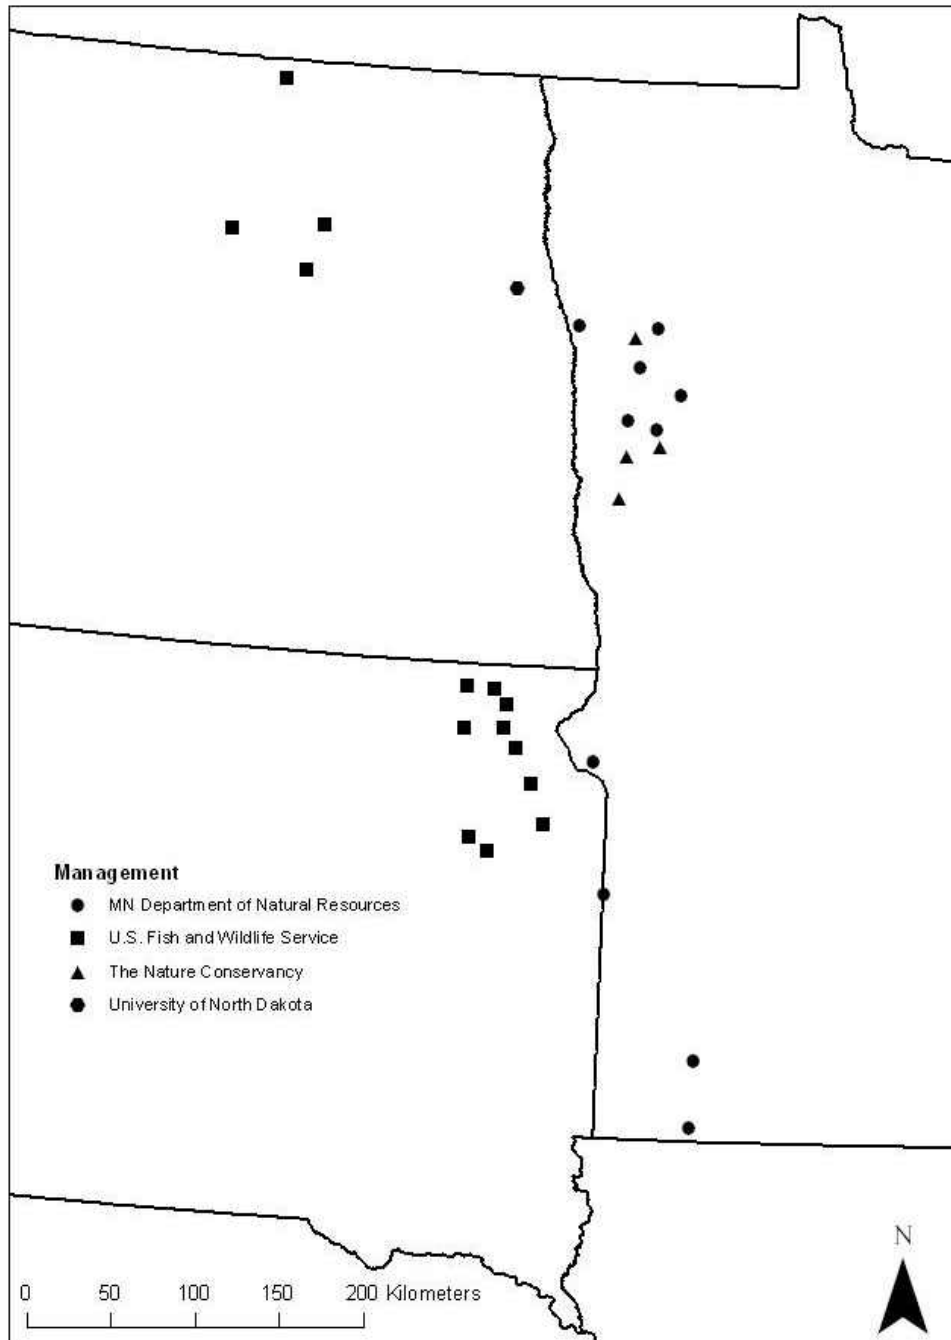 Management
MN Department of Natural Resources
U.S. Fish and Wildlife Service
The Nature Conservancy
University of North Dakota
N
0 50 100 150 200 Kilometers